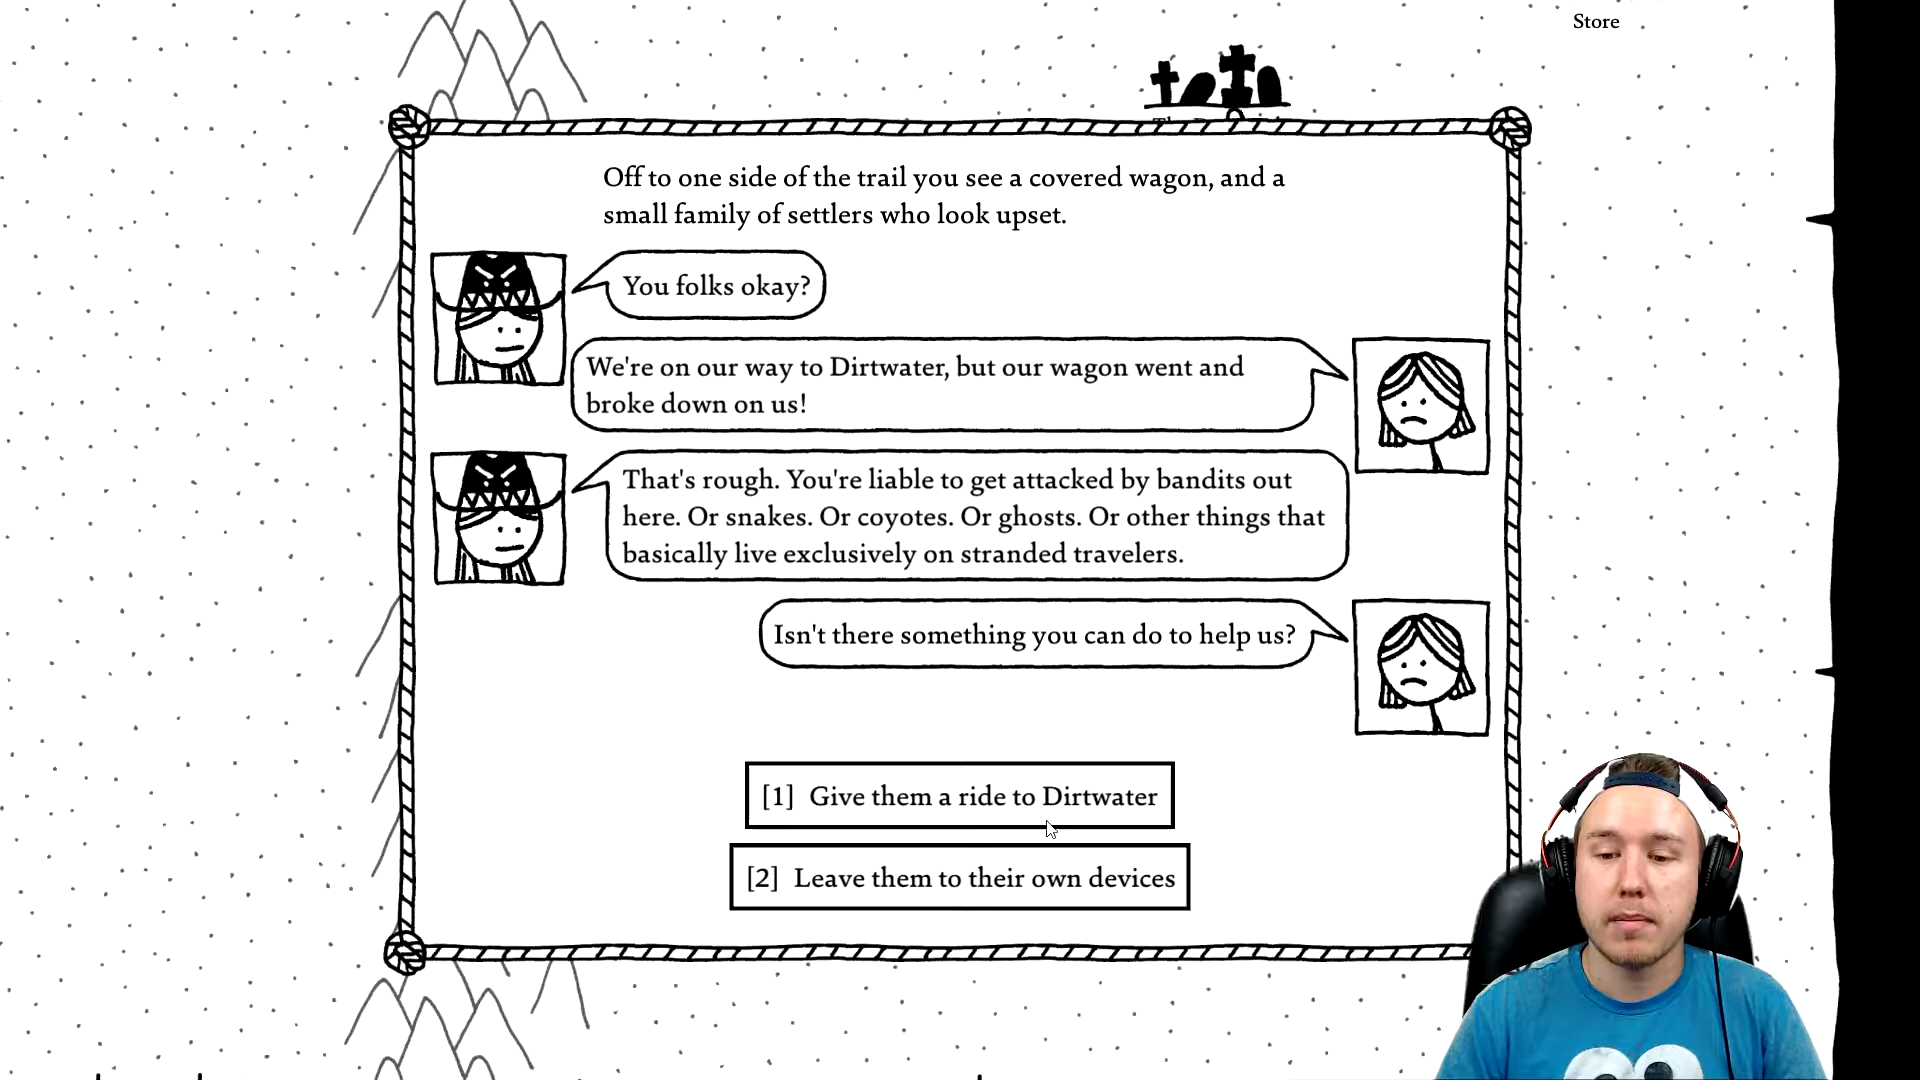 Store
Off to one side of the trail you see a covered wagon, and a
small family of settlers who look upset.
You folks okay?
We're on our way to Dirtwater, but our wagon went and
broke down on us!
That's rough. You're liable to get attacked by bandits out
here. Or snakes. Or coyotes. Or ghosts. Or other things that
basically live exclusively on stranded travelers.
Isn't there something you can do to help us?
[1] Give them a ride to Dirtwater
[2] Leave them to their own devices